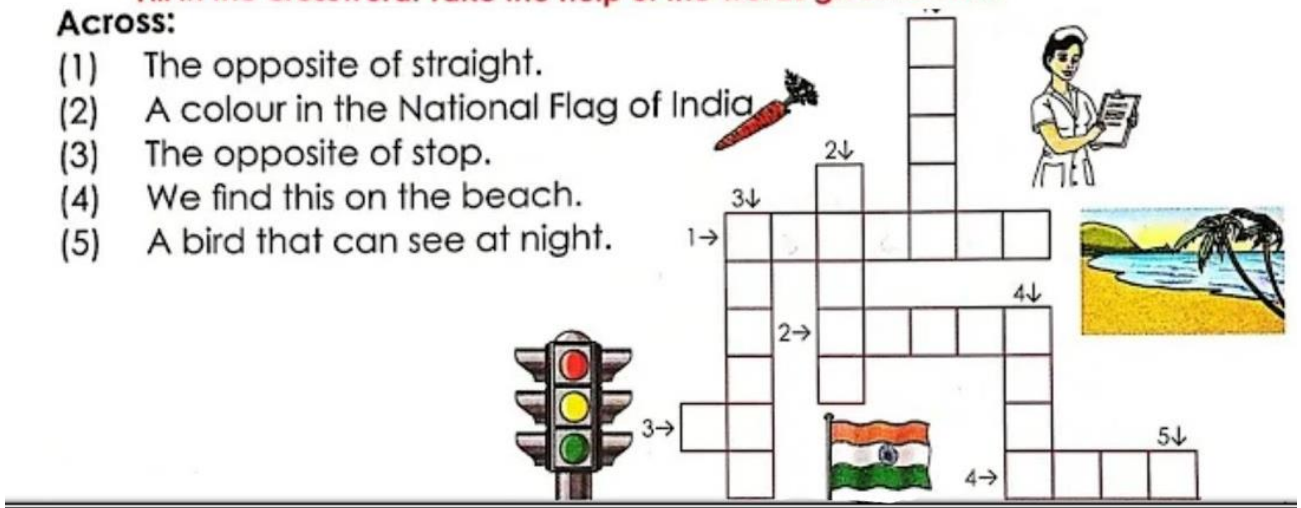 Across:
(1) The opposite of straight.
(2) A colour in the National Flag of India
(3) The opposite of stop.
(4) We find this on the beach.
(5) A bird that can see at night.
2↓
3↓
1→
4↓
2→
3→
5↓
4→